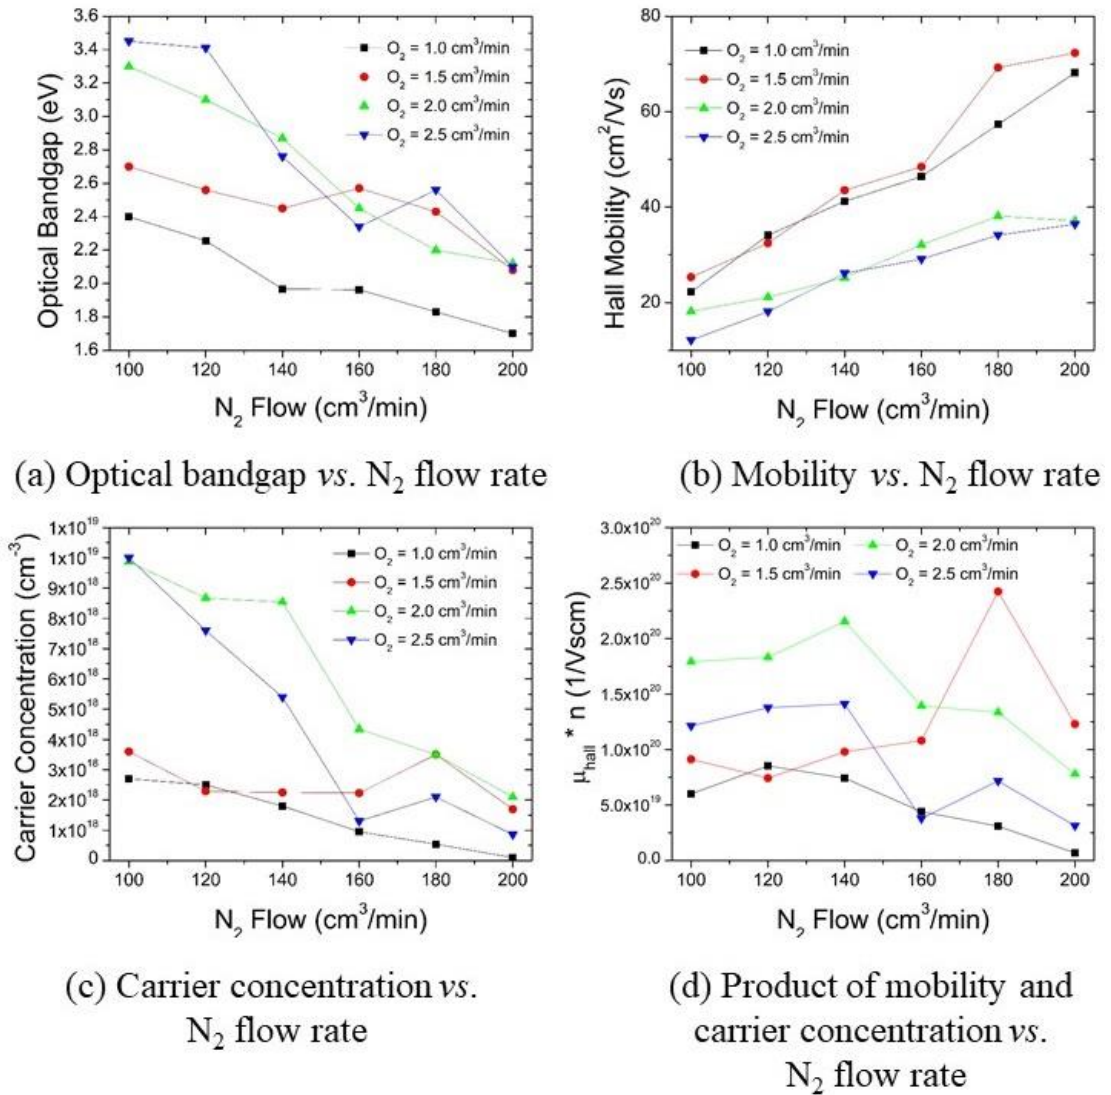 3.6
3.4
3.2
3.0
2.8
2.6
2.4
2.2
2.0
1.8
1.6
Optical Bandgap (eV)
O₂ = 1.0 cm³/min
O₂ = 1.5 cm³/min
O₂ = 2.0 cm³/min
O₂ = 2.5 cm³/min
100 120 140 160 180 200
N₂ Flow (cm³/min)
(a) Optical bandgap vs. N₂ flow rate
80
60
40
20
Hall Mobility (cm²/Vs)
O₂ = 1.0 cm³/min
O₂ = 1.5 cm³/min
O₂ = 2.0 cm³/min
O₂ = 2.5 cm³/min
100 120 140 160 180 200
N₂ Flow (cm³/min)
(b) Mobility vs. N₂ flow rate
1x10¹⁹
1x10¹⁹
9x10¹⁸
8x10¹⁸
7x10¹⁸
6x10¹⁸
5x10¹⁸
4x10¹⁸
3x10¹⁸
2x10¹⁸
1x10¹⁸
0
Carrier Concentration (cm⁻³)
O₂ = 1.0 cm³/min
O₂ = 1.5 cm³/min
O₂ = 2.0 cm³/min
O₂ = 2.5 cm³/min
100 120 140 160 180 200
N₂ Flow (cm³/min)
(c) Carrier concentration vs.
N₂ flow rate
3.0x10²⁰
2.5x10²⁰
2.0x10²⁰
1.5x10²⁰
1.0x10²⁰
5.0x10¹⁹
0.0
μhall* n (1/Vscm)
O₂ = 1.0 cm³/min O₂ = 2.0 cm³/min
O₂ = 1.5 cm³/min O₂ = 2.5 cm³/min
100 120 140 160 180 200
N₂ Flow (cm³/min)
(d) Product of mobility and
carrier concentration vs.
N₂ flow rate